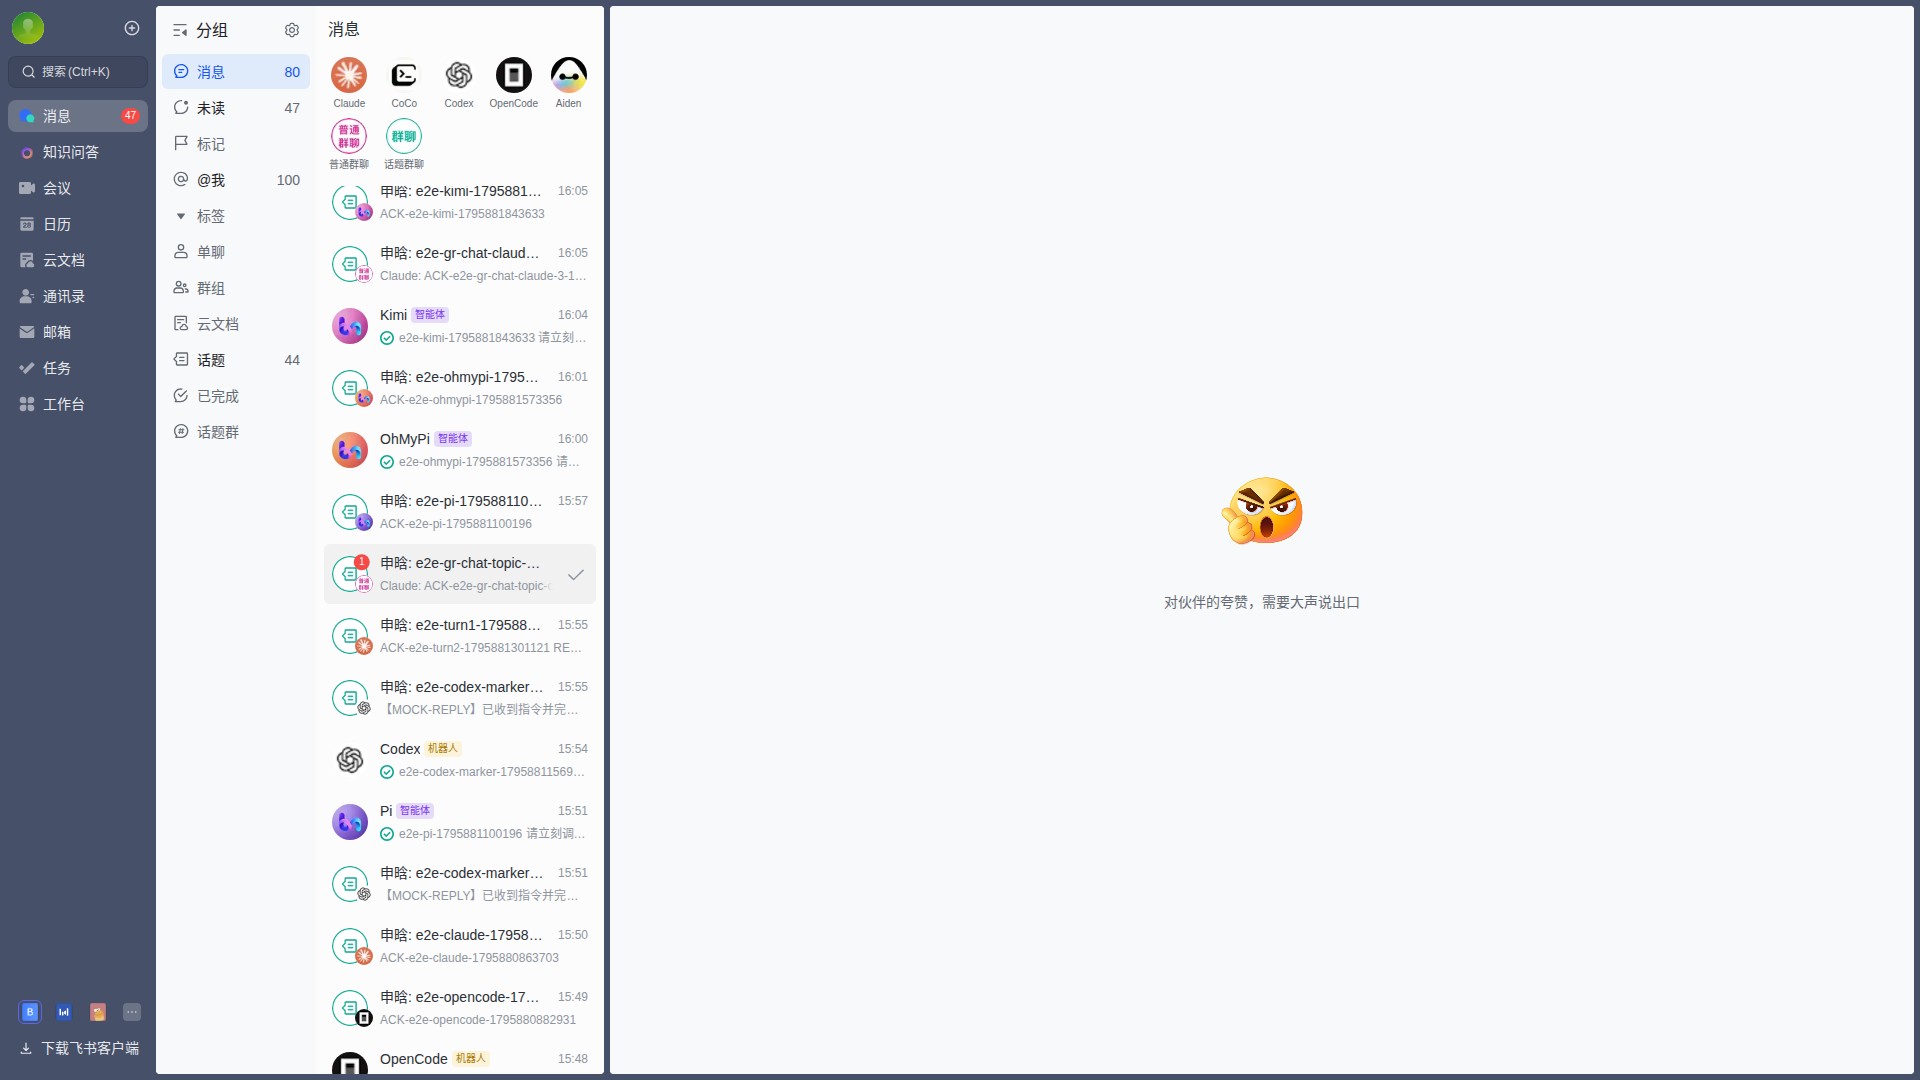 搜索 (Ctrl+K)
消息
47
知识问答
会议
日历
云文档
通讯录
邮箱
任务
工作台
下载飞书客户端
分组
消息
80
未读
47
标记
@我
100
标签
单聊
群组
云文档
话题
44
已完成
话题群
消息
Claude
CoCo
Codex
OpenCode
Aiden
普通
群聊
普通群聊
群聊
话题群聊
申晗: e2e-kimi-1795881...
16:05
ACK-e2e-kimi-1795881843633
申晗: e2e-gr-chat-claud...
16:05
Claude: ACK-e2e-gr-chat-claude-3-1...
Kimi 智能体
16:04
e2e-kimi-1795881843633 请立刻...
申晗: e2e-ohmypi-1795...
16:01
ACK-e2e-ohmypi-1795881573356
OhMyPi 智能体
16:00
e2e-ohmypi-1795881573356 请...
申晗: e2e-pi-179588110...
15:57
ACK-e2e-pi-1795881100196
1
申晗: e2e-gr-chat-topic-...
Claude: ACK-e2e-gr-chat-topic-
申晗: e2e-turn1-179588...
15:55
ACK-e2e-turn2-1795881301121 RE...
申晗: e2e-codex-marker...
15:55
【MOCK-REPLY】已收到指令并完...
Codex 机器人
15:54
e2e-codex-marker-17958811569...
Pi 智能体
15:51
e2e-pi-1795881100196 请立刻调...
申晗: e2e-codex-marker...
15:51
【MOCK-REPLY】已收到指令并完...
申晗: e2e-claude-17958...
15:50
ACK-e2e-claude-1795880863703
申晗: e2e-opencode-17...
15:49
ACK-e2e-opencode-1795880882931
OpenCode 机器人
15:48
对伙伴的夸赞，需要大声说出口